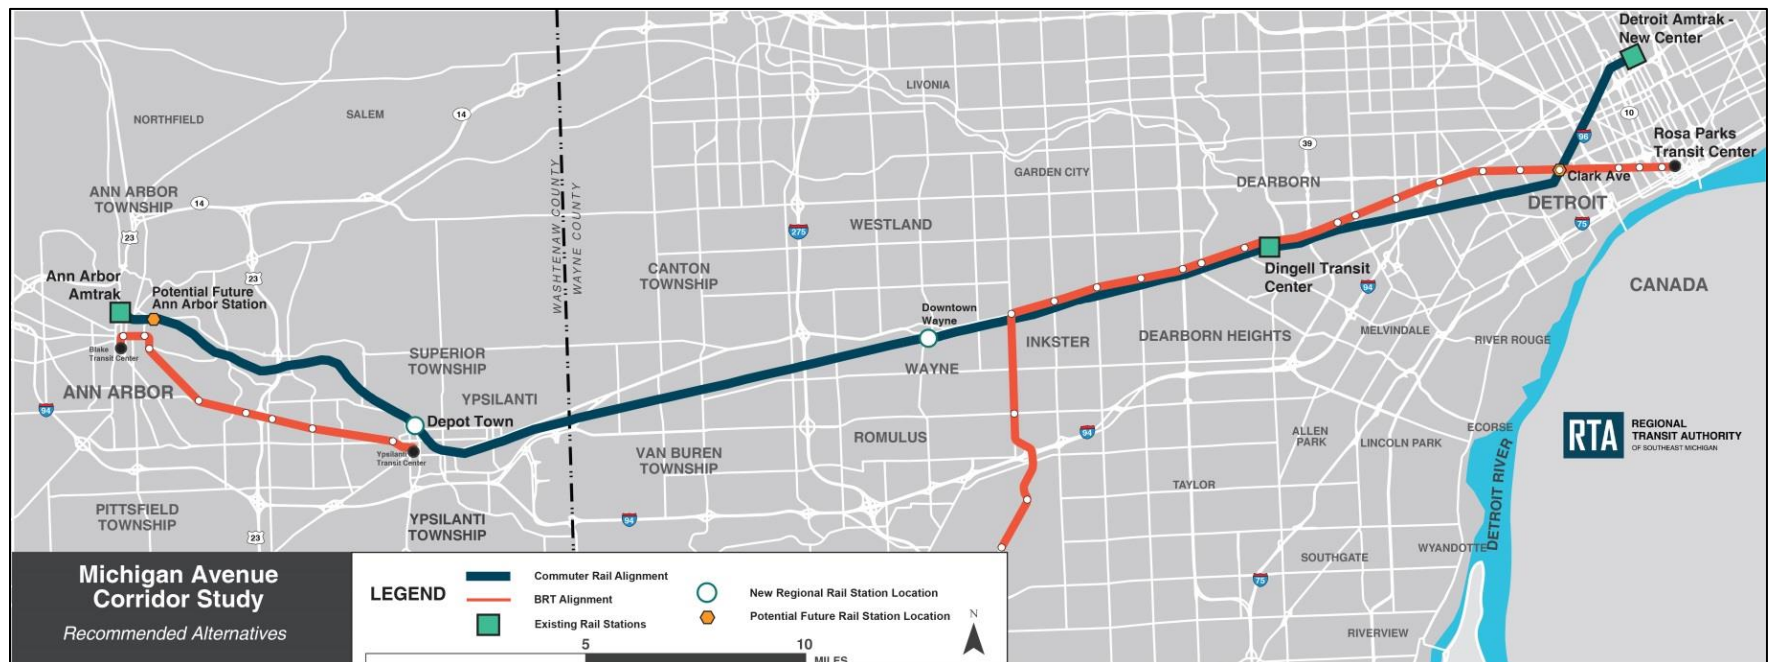 Detroit Amtrak -
New Center
LIVONIA
NORTHFIELD
SALEM
14
10
96
Rosa Parks
Transit Center
39
GARDEN CITY
DEARBORN
Clark Ave
DETROIT
ANN ARBOR
TOWNSHIP
14
23
WASHTENAW COUNTY
WAYNE COUNTY
275
WESTLAND
75
Ann Arbor
Amtrak
Potential Future
Ann Arbor Station
23
CANTON
TOWNSHIP
Dingell Transit
Center
94
CANADA
Downtown
Wayne
Blake
Transit Center
SUPERIOR
TOWNSHIP
WAYNE
INKSTER
DEARBORN HEIGHTS
MELVINDALE
RIVER ROUGE
ANN ARBOR
YPSILANTI
94
Depot Town
Ypsilanti
Transit Center
ROMULUS
94
VAN BUREN
TOWNSHIP
ALLEN
PARK
LINCOLN PARK
ECORSE
RTA
REGIONAL
TRANSIT AUTHORITY
OF SOUTHEAST MICHIGAN
DETROIT RIVER
TAYLOR
PITTSFIELD
TOWNSHIP
23
YPSILANTI
TOWNSHIP
94
SOUTHGATE
WYANDOTTE
75
RIVERVIEW
Michigan Avenue
Corridor Study
Recommended Alternatives
LEGEND
Commuter Rail Alignment
BRT Alignment
Existing Rail Stations
New Regional Rail Station Location
Potential Future Rail Station Location
N
5
10
MILES